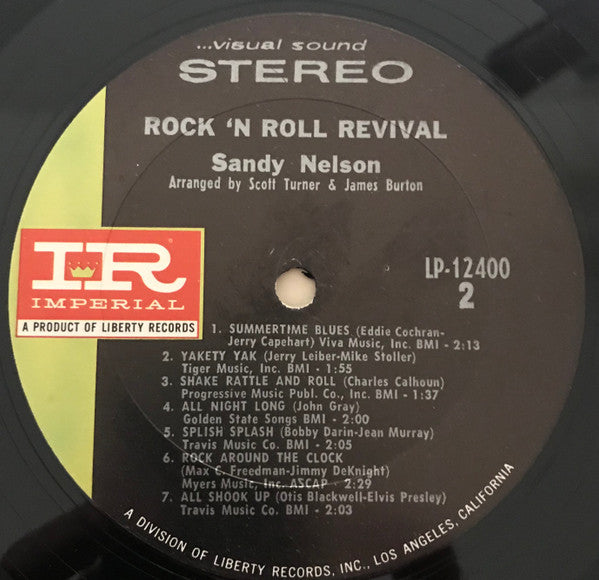 ...visual sound
STEREO
ROCK 'N ROLL REVIVAL
Sandy Nelson
Arranged by Scott Turner & James Burton
IR
IMPERIAL
A PRODUCT OF LIBERTY RECORDS
LP-12400
2
1. SUMMERTIME BLUES (Eddie Cochran-
Jerry Capehart) Viva Music, Inc. BMI - 2:13
2. YAKETY YAK (Jerry Leiber-Mike Stoller)
Tiger Music, Inc. BMI - 1:55
3. SHAKE RATTLE AND ROLL (Charles Calhoun)
Progressive Music Publ. Co., Inc. BMI - 1:37
4. ALL NIGHT LONG (John Gray)
Golden State Songs BMI - 2:00
5. SPLISH SPLASH (Bobby Darin-Jean Murray)
Travis Music Co. BMI - 2:05
6. ROCK AROUND THE CLOCK
(Max C. Freedman-Jimmy DeKnight)
Myers Music, Inc. ASCAP - 2:29
7. ALL SHOOK UP (Otis Blackwell-Elvis Presley)
Travis Music Co. BMI - 2:03
A DIVISION OF LIBERTY RECORDS, INC., LOS ANGELES, CALIFORNIA